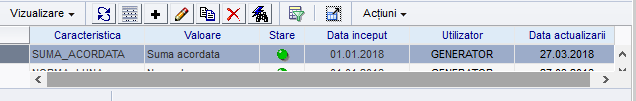 Vizualizare Acțiuni
Caracteristica Valoare Stare Data inceput Utilizator Data actualizarii
SUMA_ACORDATA Suma acordata 01.01.2018 GENERATOR 27.03.2018